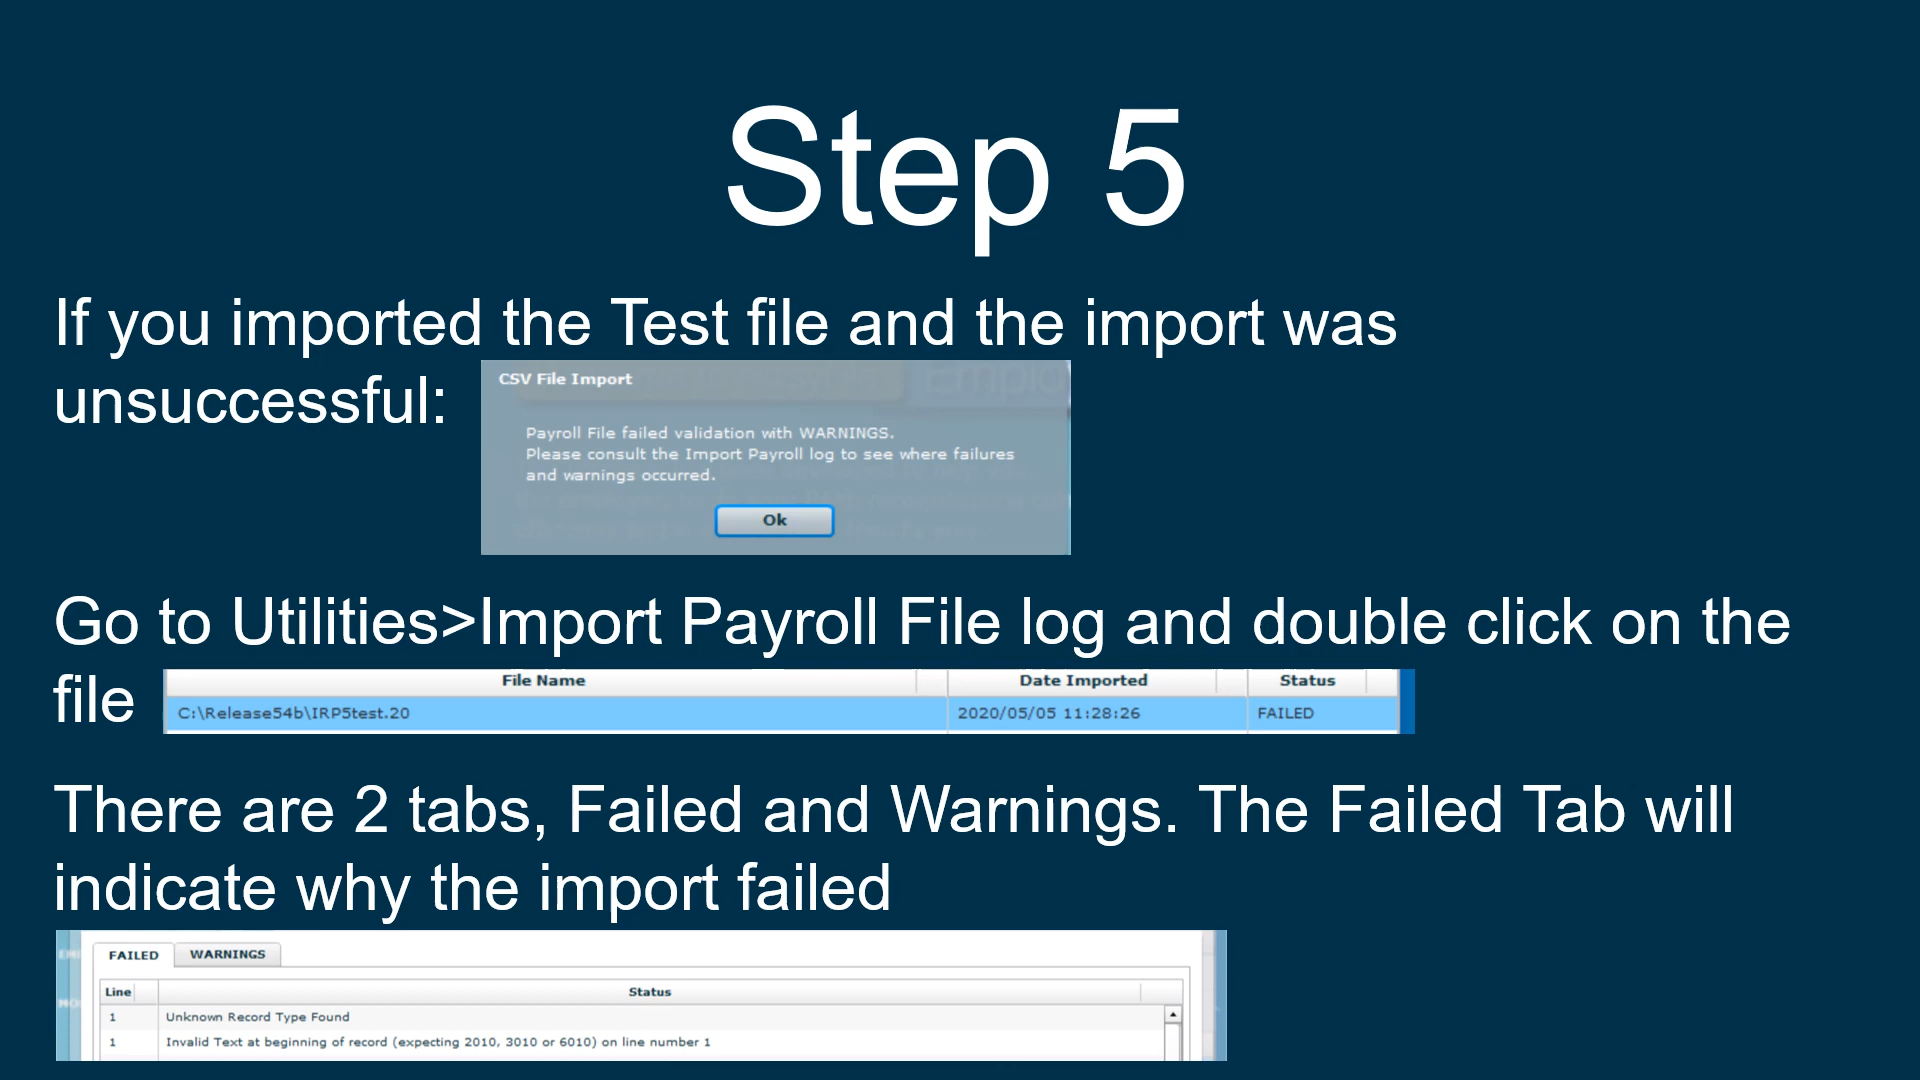 Step 5
If you imported the Test file and the import was
unsuccessful:
CSV File Import
Payroll File failed validation with WARNINGS.
Please consult the Import Payroll log to see where failures
and warnings occurred.
Ok
Go to Utilities>Import Payroll File log and double click on the
file
File Name Date Imported Status
C:\Release54b\IRP5test.20 2020/05/05 11:28:26 FAILED
There are 2 tabs, Failed and Warnings. The Failed Tab will
indicate why the import failed
FAILED WARNINGS
Line Status
1 Unknown Record Type Found
1 Invalid Text at beginning of record (expecting 2010, 3010 or 6010) on line number 1